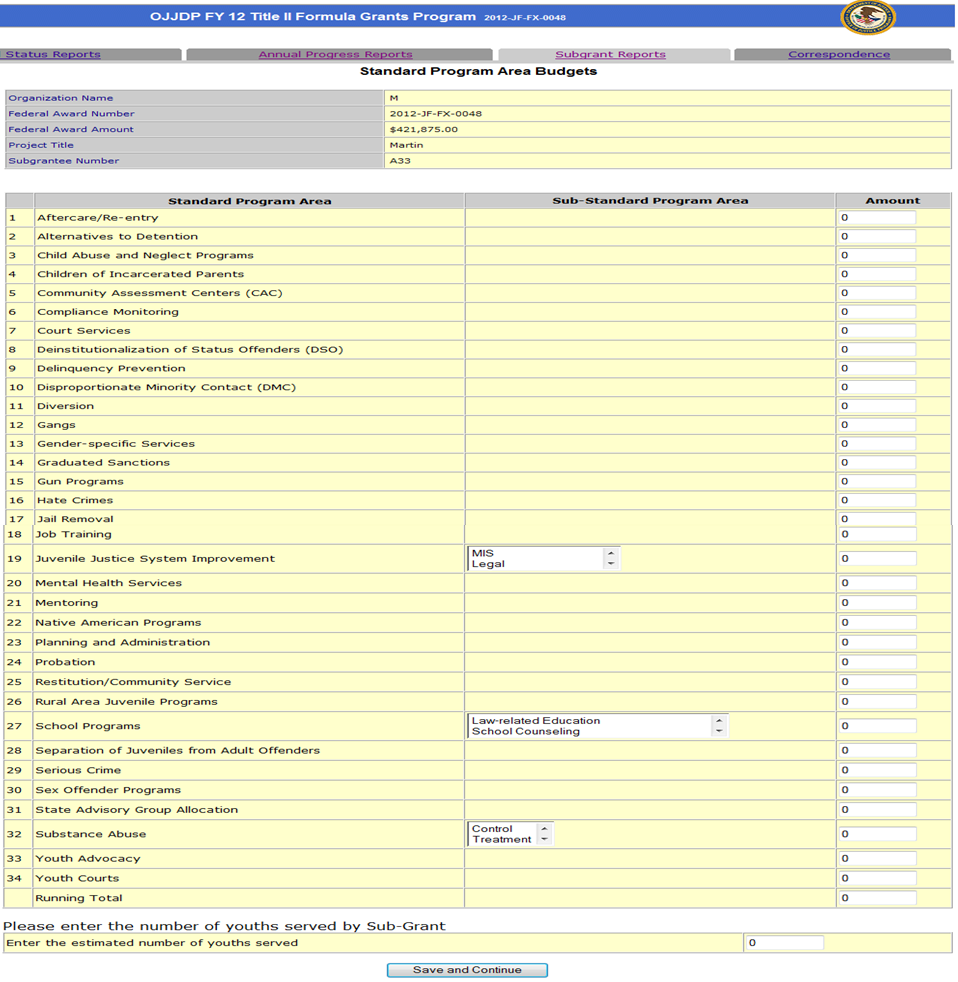 OJJDP FY 12 Title II Formula Grants Program 2012-JF-FX-0048
Status Reports Annual Progress Reports Subgrant Reports Correspondence
Standard Program Area Budgets
Organization Name M
Federal Award Number 2012-JF-FX-0048
Federal Award Amount $421,875.00
Project Title Martin
Subgrantee Number A33
Standard Program Area Sub-Standard Program Area Amount
1 Aftercare/Re-entry 0
2 Alternatives to Detention 0
3 Child Abuse and Neglect Programs 0
4 Children of Incarcerated Parents 0
5 Community Assessment Centers (CAC) 0
6 Compliance Monitoring 0
7 Court Services 0
8 Deinstitutionalization of Status Offenders (DSO) 0
9 Delinquency Prevention 0
10 Disproportionate Minority Contact (DMC) 0
11 Diversion 0
12 Gangs 0
13 Gender-specific Services 0
14 Graduated Sanctions 0
15 Gun Programs 0
16 Hate Crimes 0
17 Jail Removal 0
18 Job Training 0
19 Juvenile Justice System Improvement MIS 0
Legal
20 Mental Health Services 0
21 Mentoring 0
22 Native American Programs 0
23 Planning and Administration 0
24 Probation 0
25 Restitution/Community Service 0
26 Rural Area Juvenile Programs 0
27 School Programs Law-related Education 0
School Counseling
28 Separation of Juveniles from Adult Offenders 0
29 Serious Crime 0
30 Sex Offender Programs 0
31 State Advisory Group Allocation 0
32 Substance Abuse Control 0
Treatment
33 Youth Advocacy 0
34 Youth Courts 0
Running Total 0
Please enter the number of youths served by Sub-Grant
Enter the estimated number of youths served 0
Save and Continue